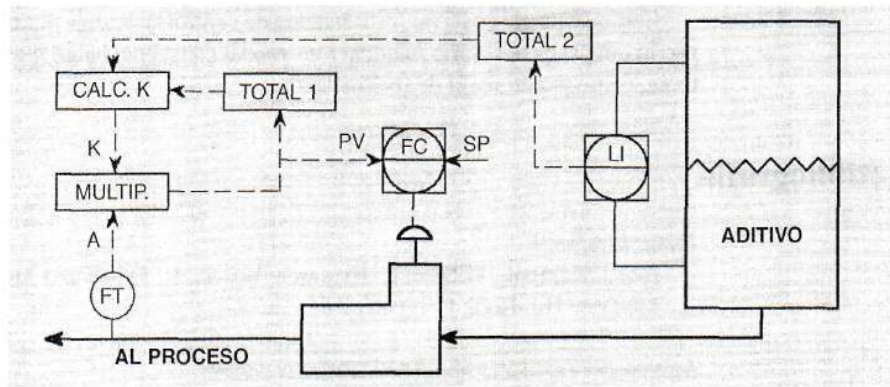 TOTAL 2
CALC. K
TOTAL 1
PV
FC
SP
LI
K
MULTIP.
A
ADITIVO
FT
AL PROCESO